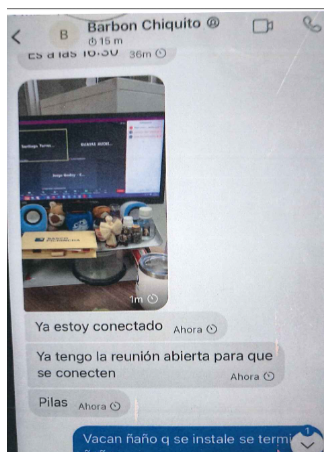 Barbon Chiquito @
B
15 m
Es a las 16:30 36m
1m
Ya estoy conectado Ahora
Ya tengo la reunión abierta para que
se conecten
Ahora
Pilas Ahora
1
Vacan ñaño q se instale se termi